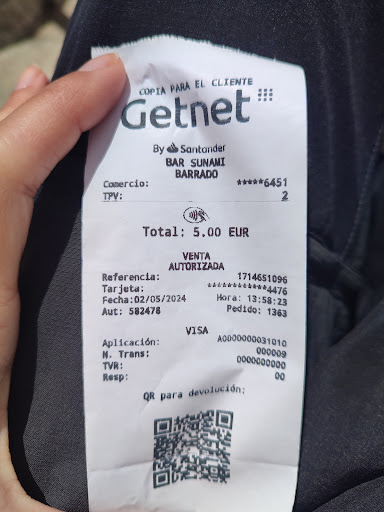 COPIA PARA EL CLIENTE
Getnet
By Santander
BAR SUNAMI
BARRADO
Comercio: *****6451
TPV: 2
Total: 5.00 EUR
VENTA
AUTORIZADA
Referencia: 1714651096
Tarjeta: ************4476
Fecha:02/05/2024 Hora: 13:58:23
Aut: 582476 Pedido: 1363
VISA
Aplicación: A0000000031010
N. Trans: 000009
TVR: 0000000000
Resp: 00
QR para devolución: